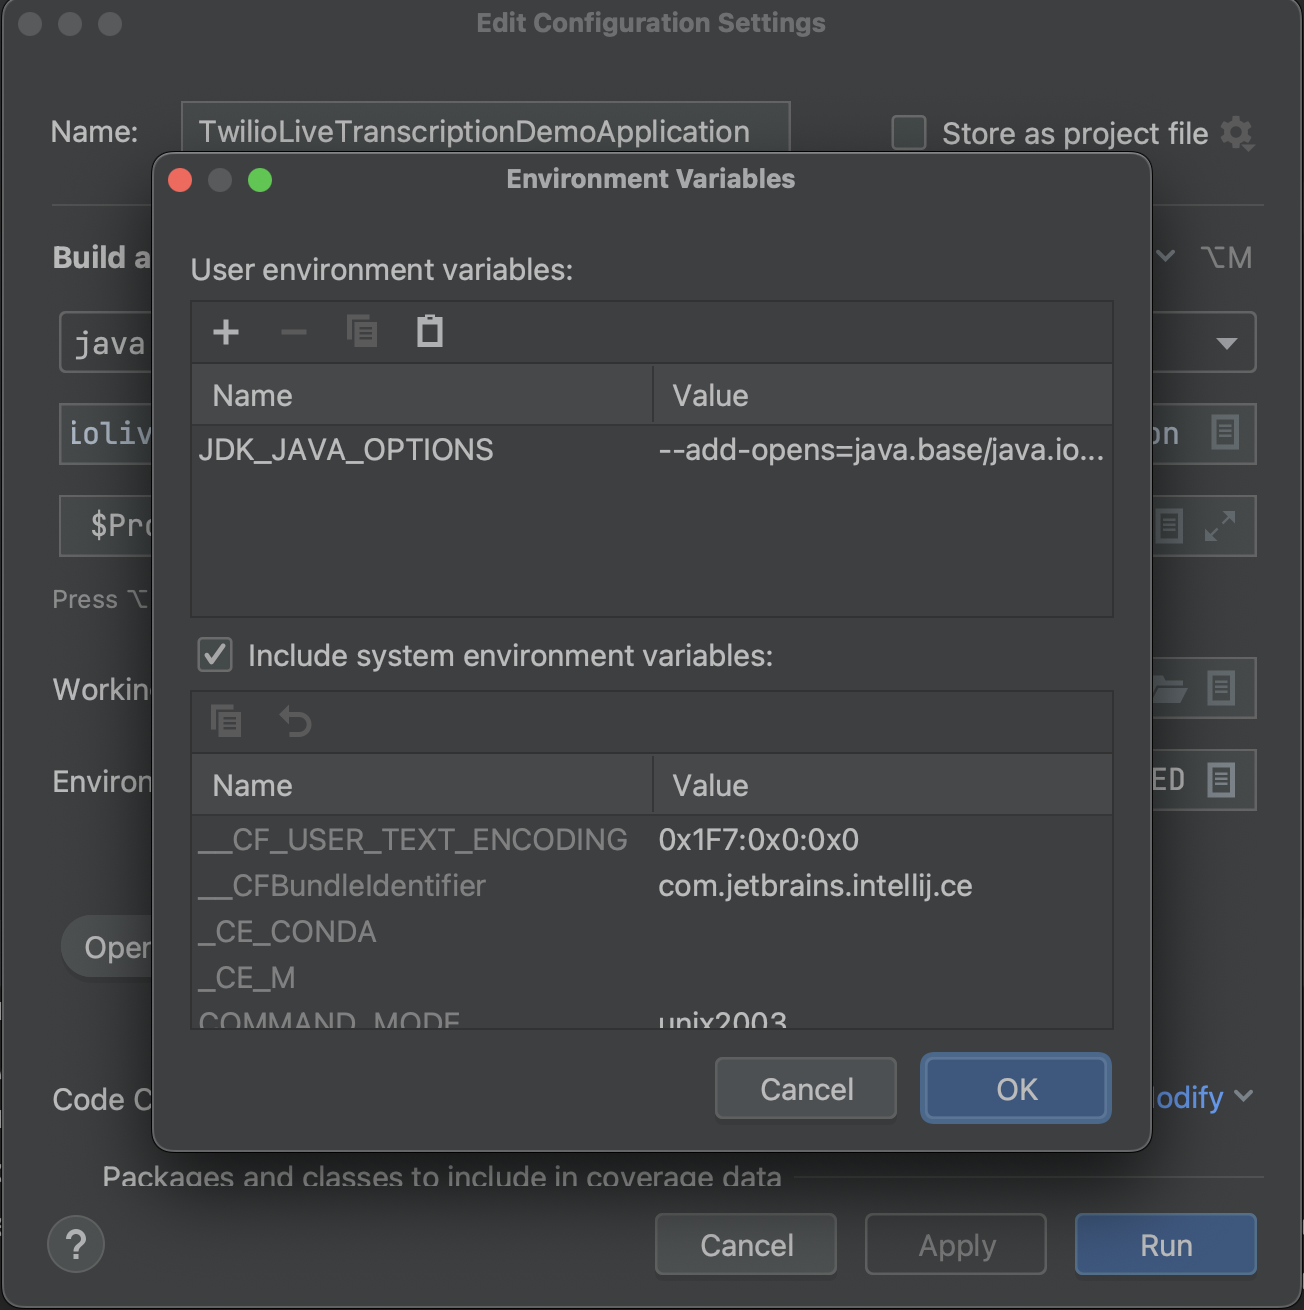 Edit Configuration Settings
Name: TwilioLiveTranscriptionDemoApplication Store as project file
Environment Variables
Build a ⌥M
User environment variables:
java
Name Value
ioliv on
JDK_JAVA_OPTIONS --add-opens=java.base/java.io...
$Pro
Press ⌥
Include system environment variables:
Workin
Environ ED
Name Value
__CF_USER_TEXT_ENCODING 0x1F7:0x0:0x0
__CFBundleIdentifier com.jetbrains.intellij.ce
_CE_CONDA
Oper
_CE_M
COMMAND_MODE unix2003
Cancel OK
Code C odify
Packages and classes to include in coverage data
? Cancel Apply Run